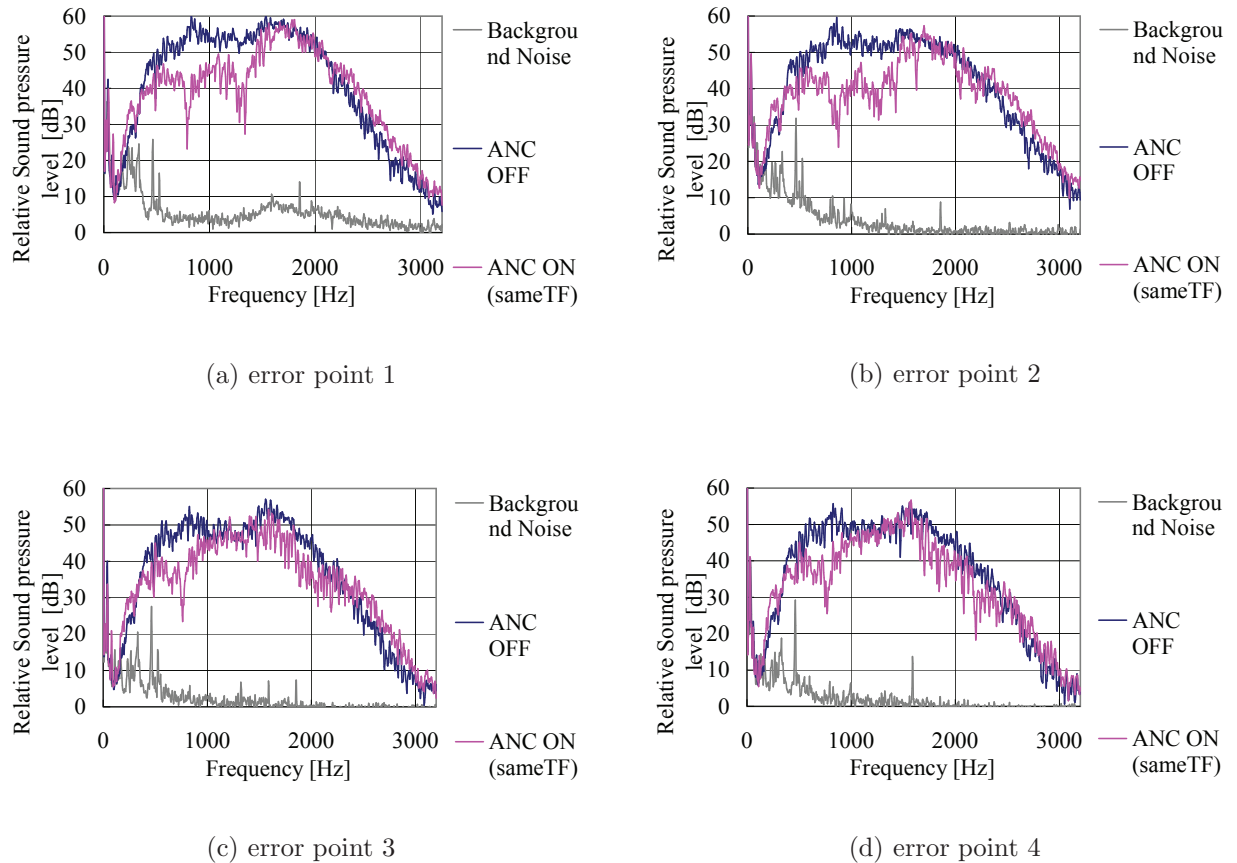 Relative Sound pressure
level [dB]
60
50
40
30
20
10
0
0 1000 2000 3000
Frequency [Hz]
Backgrou
nd Noise
ANC
OFF
ANC ON
(sameTF)
(a) error point 1
Relative Sound pressure
level [dB]
60
50
40
30
20
10
0
0 1000 2000 3000
Frequency [Hz]
Backgrou
nd Noise
ANC
OFF
ANC ON
(sameTF)
(b) error point 2
Relative Sound pressure
level [dB]
60
50
40
30
20
10
0
0 1000 2000 3000
Frequency [Hz]
Backgrou
nd Noise
ANC
OFF
ANC ON
(sameTF)
(c) error point 3
Relative Sound pressure
level [dB]
60
50
40
30
20
10
0
0 1000 2000 3000
Frequency [Hz]
Backgrou
nd Noise
ANC
OFF
ANC ON
(sameTF)
(d) error point 4